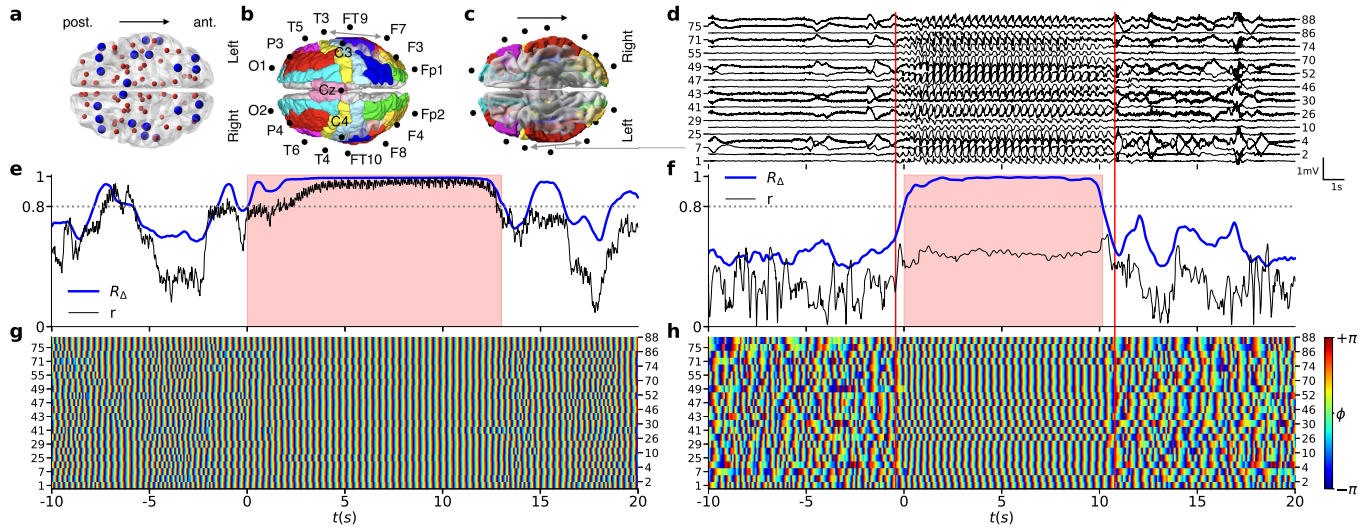 a
post.
ant.
b
T3
FT9
T5
F7
Left
P3
C3
F3
O1
Fp1
Cz
O2
Fp2
Right
P4
C4
F4
T6
T4
FT10
F8
c
Right
Left
d
75
71
55
49
47
43
41
29
25
7
1
88
86
74
70
52
46
30
26
4
2
1mV
1s
e
1
0.8
0
R_Δ
r
f
1
0.8
0
R_Δ
r
g
75
71
55
49
47
43
41
29
25
7
1
88
86
74
70
52
46
30
26
4
2
-10 -5 0 5 10 15 20
t(s)
h
75
71
55
49
47
43
41
29
25
7
1
88
86
74
70
52
46
30
26
4
2
-10 -5 0 5 10 15 20
t(s)
+π
ϕ
−π